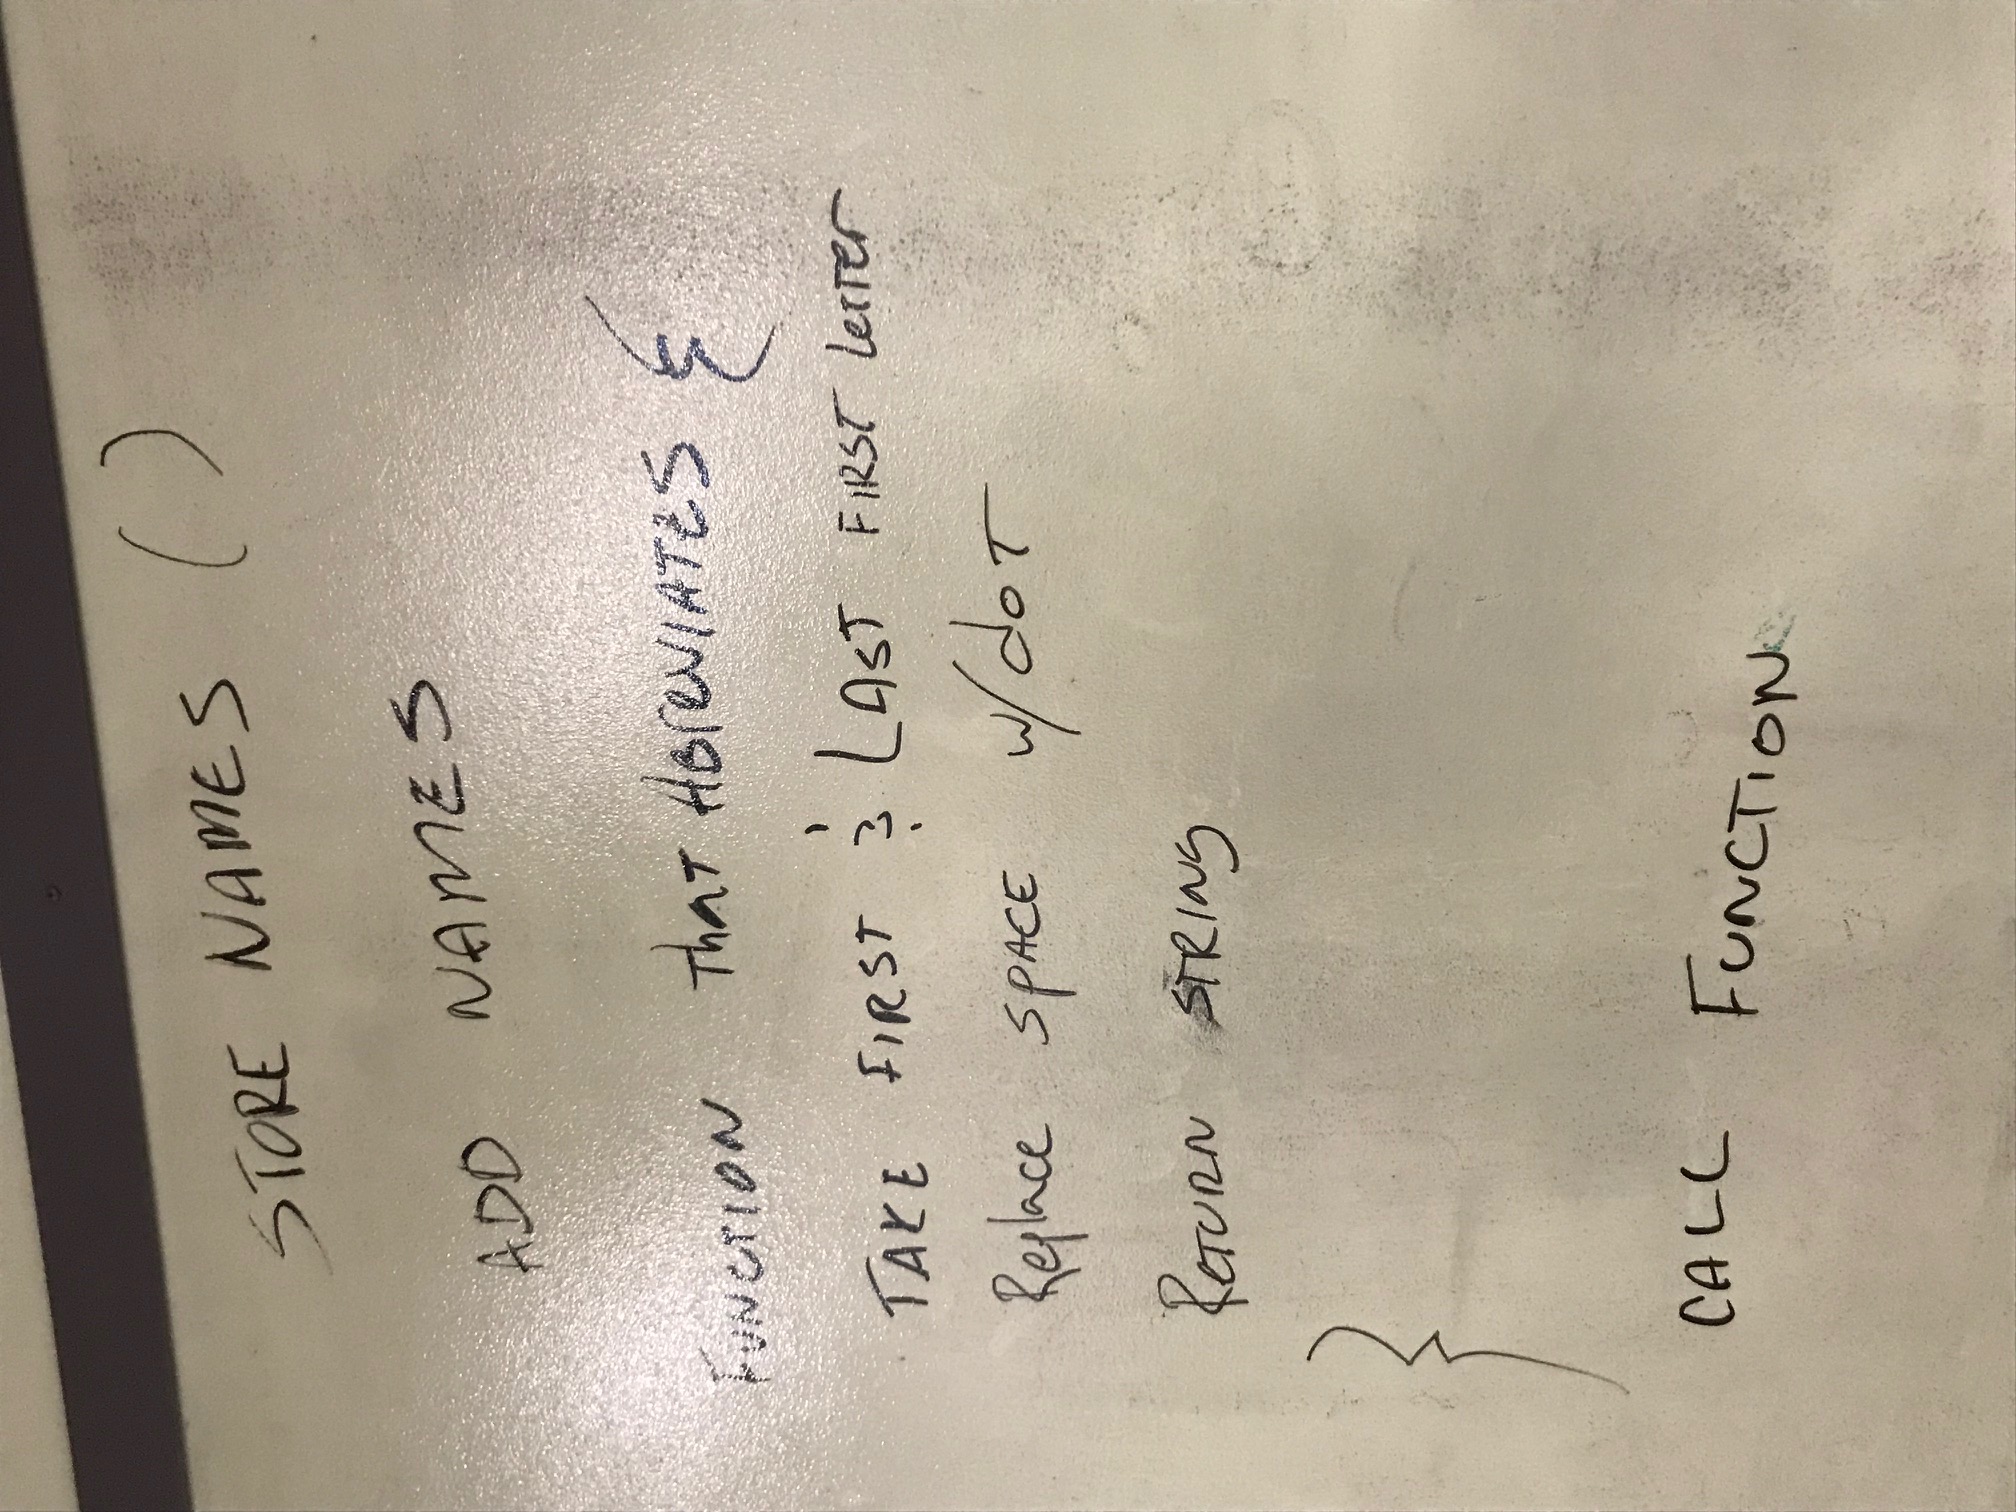 STORE NAMES ()
ADD NAMES
FUNCTION ThaT ABreVIATES {
TAKE FIRST & LAST FIRST LeTTer
Replace SPACE w/doT
ReTURN STRING
}
CALL FUNCTION